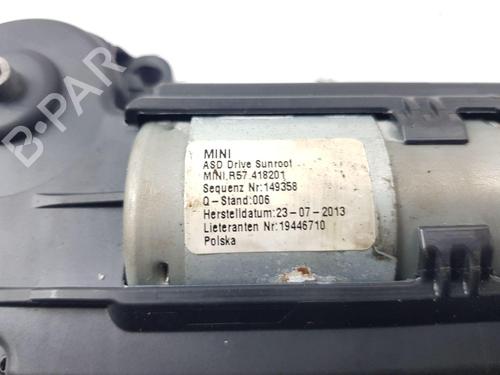 B-PAR
MINI
ASD Drive Sunroof
MINI.R57.418201
Sequenz Nr:149358
Q-Stand:006
Herstelldatum:23-07-2013
Lieferanten Nr:19446710
Polska